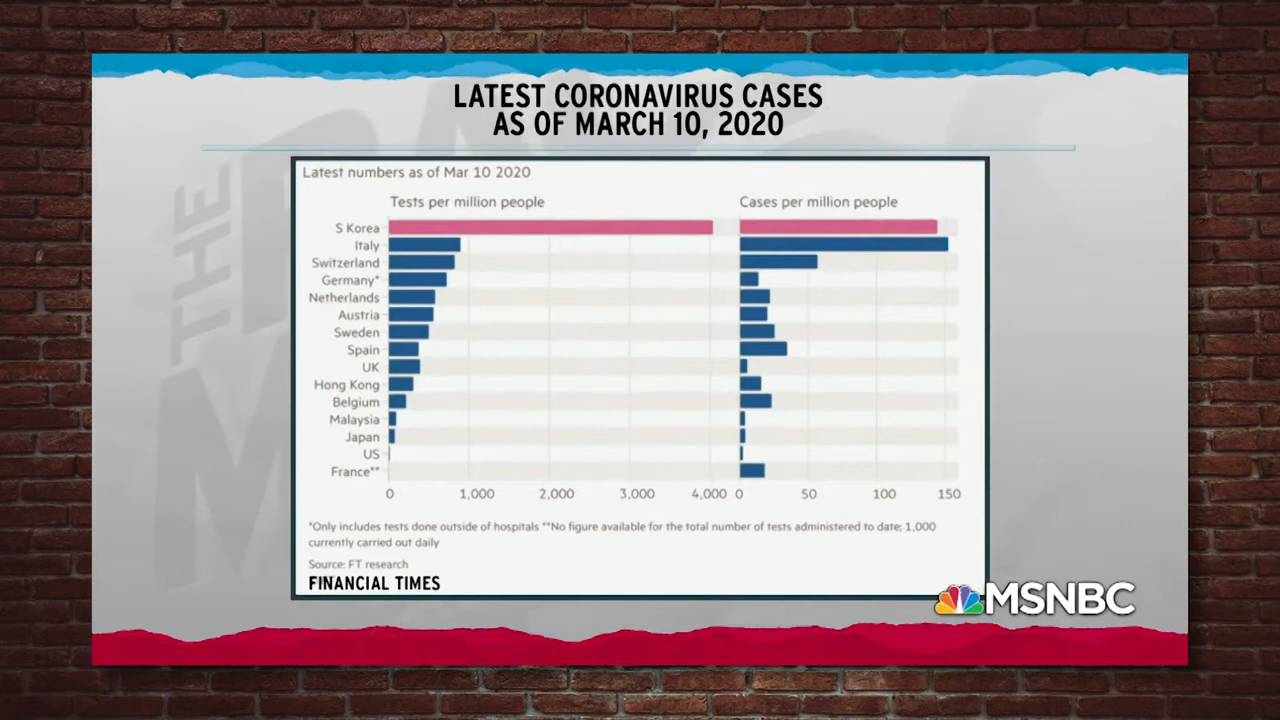 LATEST CORONAVIRUS CASES
AS OF MARCH 10, 2020
Latest numbers as of Mar 10 2020
Tests per million people
Cases per million people
S Korea
Italy
Switzerland
Germany*
Netherlands
Austria
Sweden
Spain
UK
Hong Kong
Belgium
Malaysia
Japan
US
France**
0 1,000 2,000 3,000 4,000
0 50 100 150
*Only includes tests done outside of hospitals **No figure available for the total number of tests administered to date; 1,000
currently carried out daily
Source: FT research
FINANCIAL TIMES
MSNBC
THE